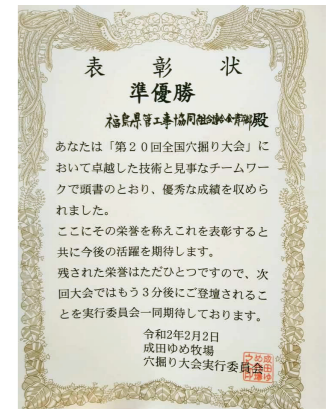 表彰状
準優勝
福島県管工事協同組合連合会青年部殿
あなたは「第20回全国穴掘り大会」に
おいて卓越した技術と見事なチームワー
クで頭書のとおり、優秀な成績を収めら
れました。
ここにその栄誉を称えこれを表彰すると
共に今後の活躍を期待します。
残された栄誉はただひとつですので、次
回大会ではもう3分後にご登壇されるこ
とを実行委員会一同期待しております。
令和2年2月2日
成田ゆめ牧場
穴掘り大会実行委員会